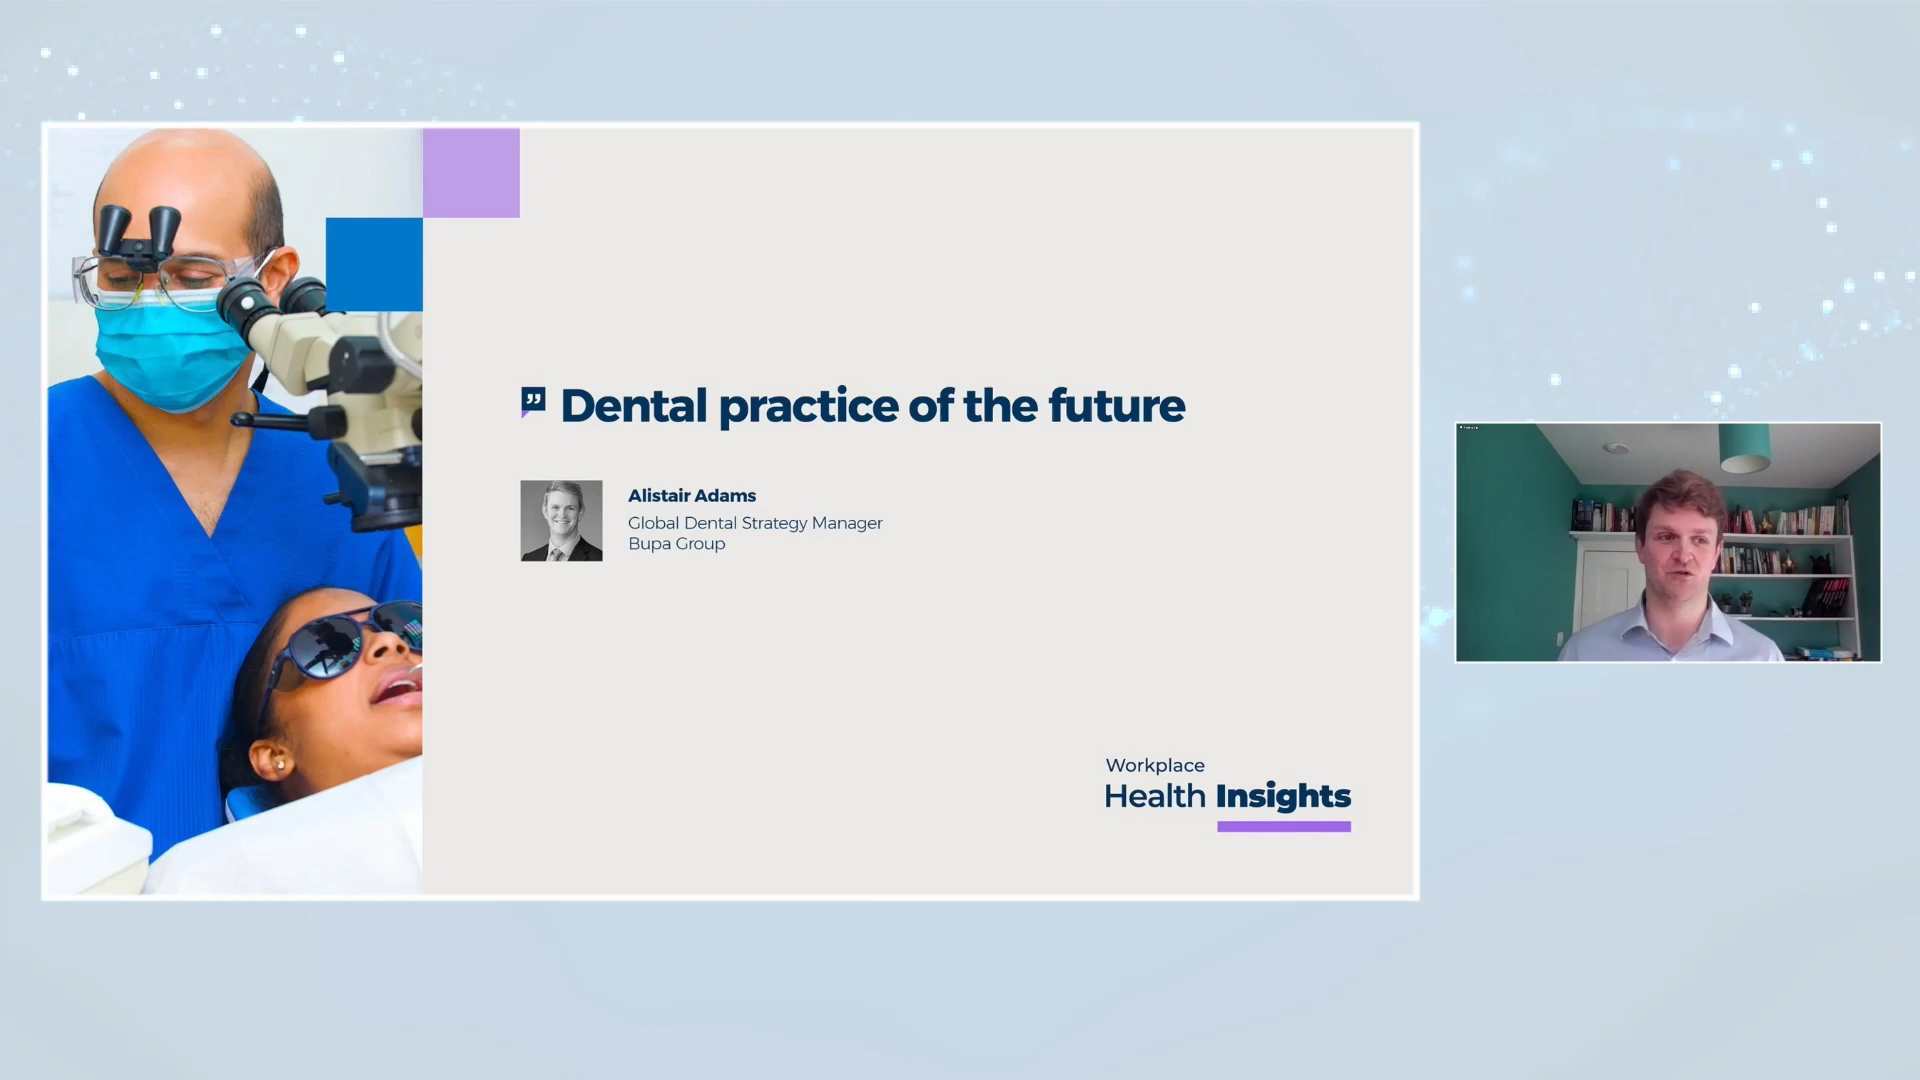 Dental practice of the future
Alistair Adams
Global Dental Strategy Manager
Bupa Group
Workplace
Health Insights